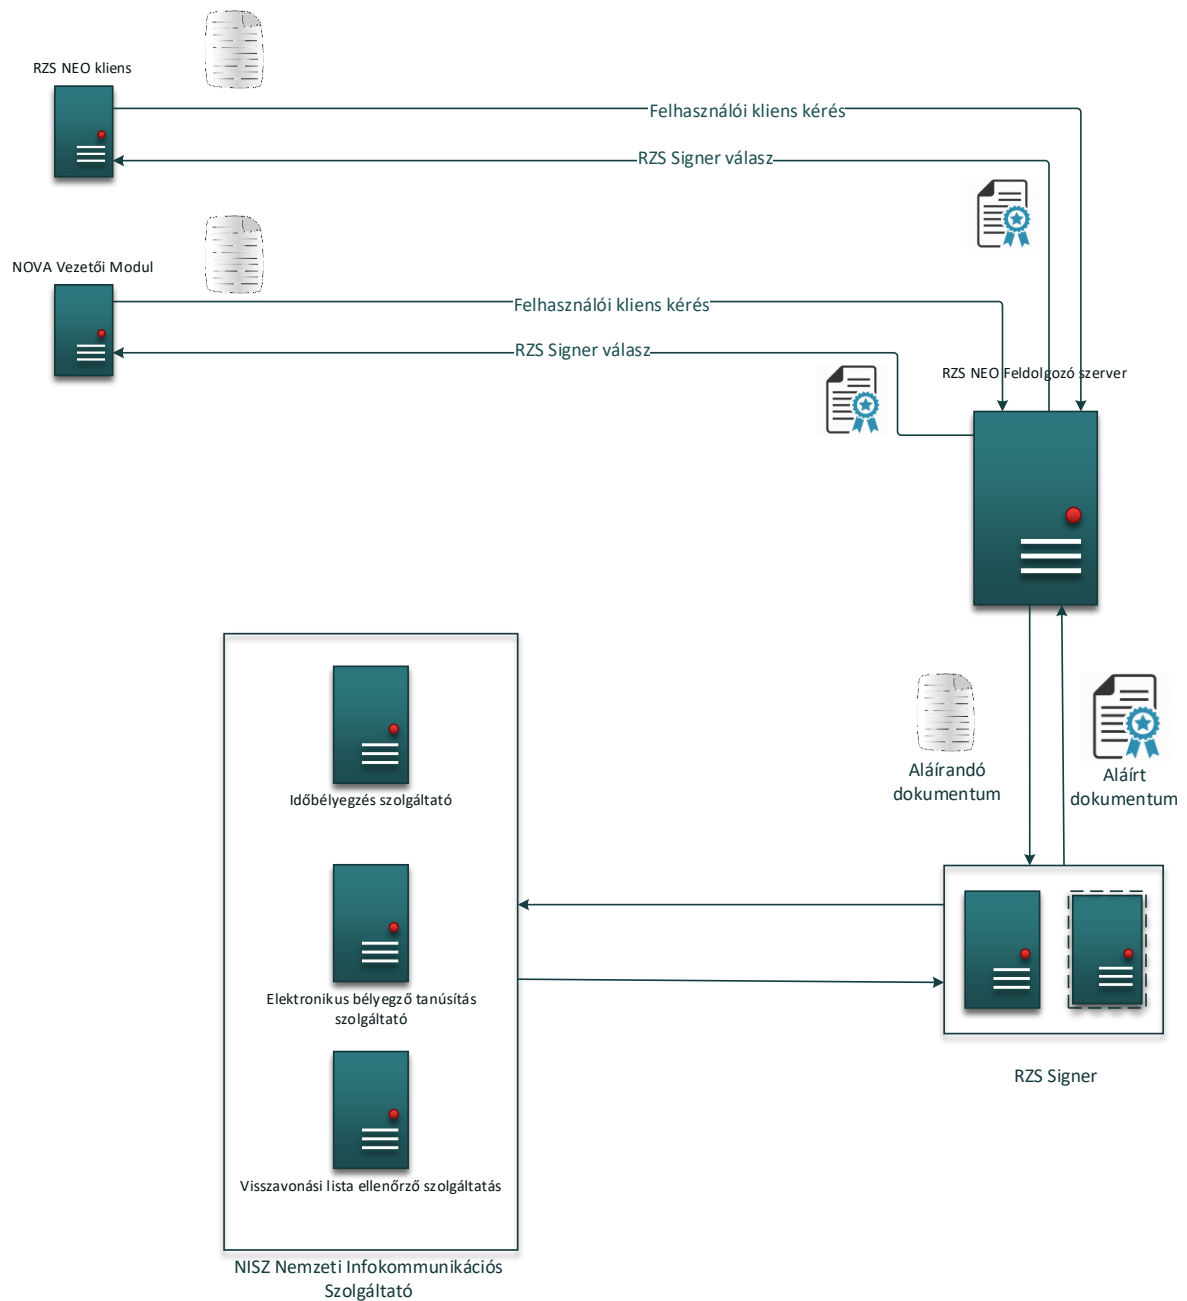 RZS NEO kliens
Felhasználói kliens kérés
RZS Signer válasz
NOVA Vezetői Modul
Felhasználói kliens kérés
RZS Signer válasz
RZS NEO Feldolgozó szerver
Aláírandó
dokumentum
Aláírt
dokumentum
Időbélyegzés szolgáltató
Elektronikus bélyegző tanúsítás
szolgáltató
RZS Signer
Visszavonási lista ellenőrző szolgáltatás
NISZ Nemzeti Infokommunikációs
Szolgáltató